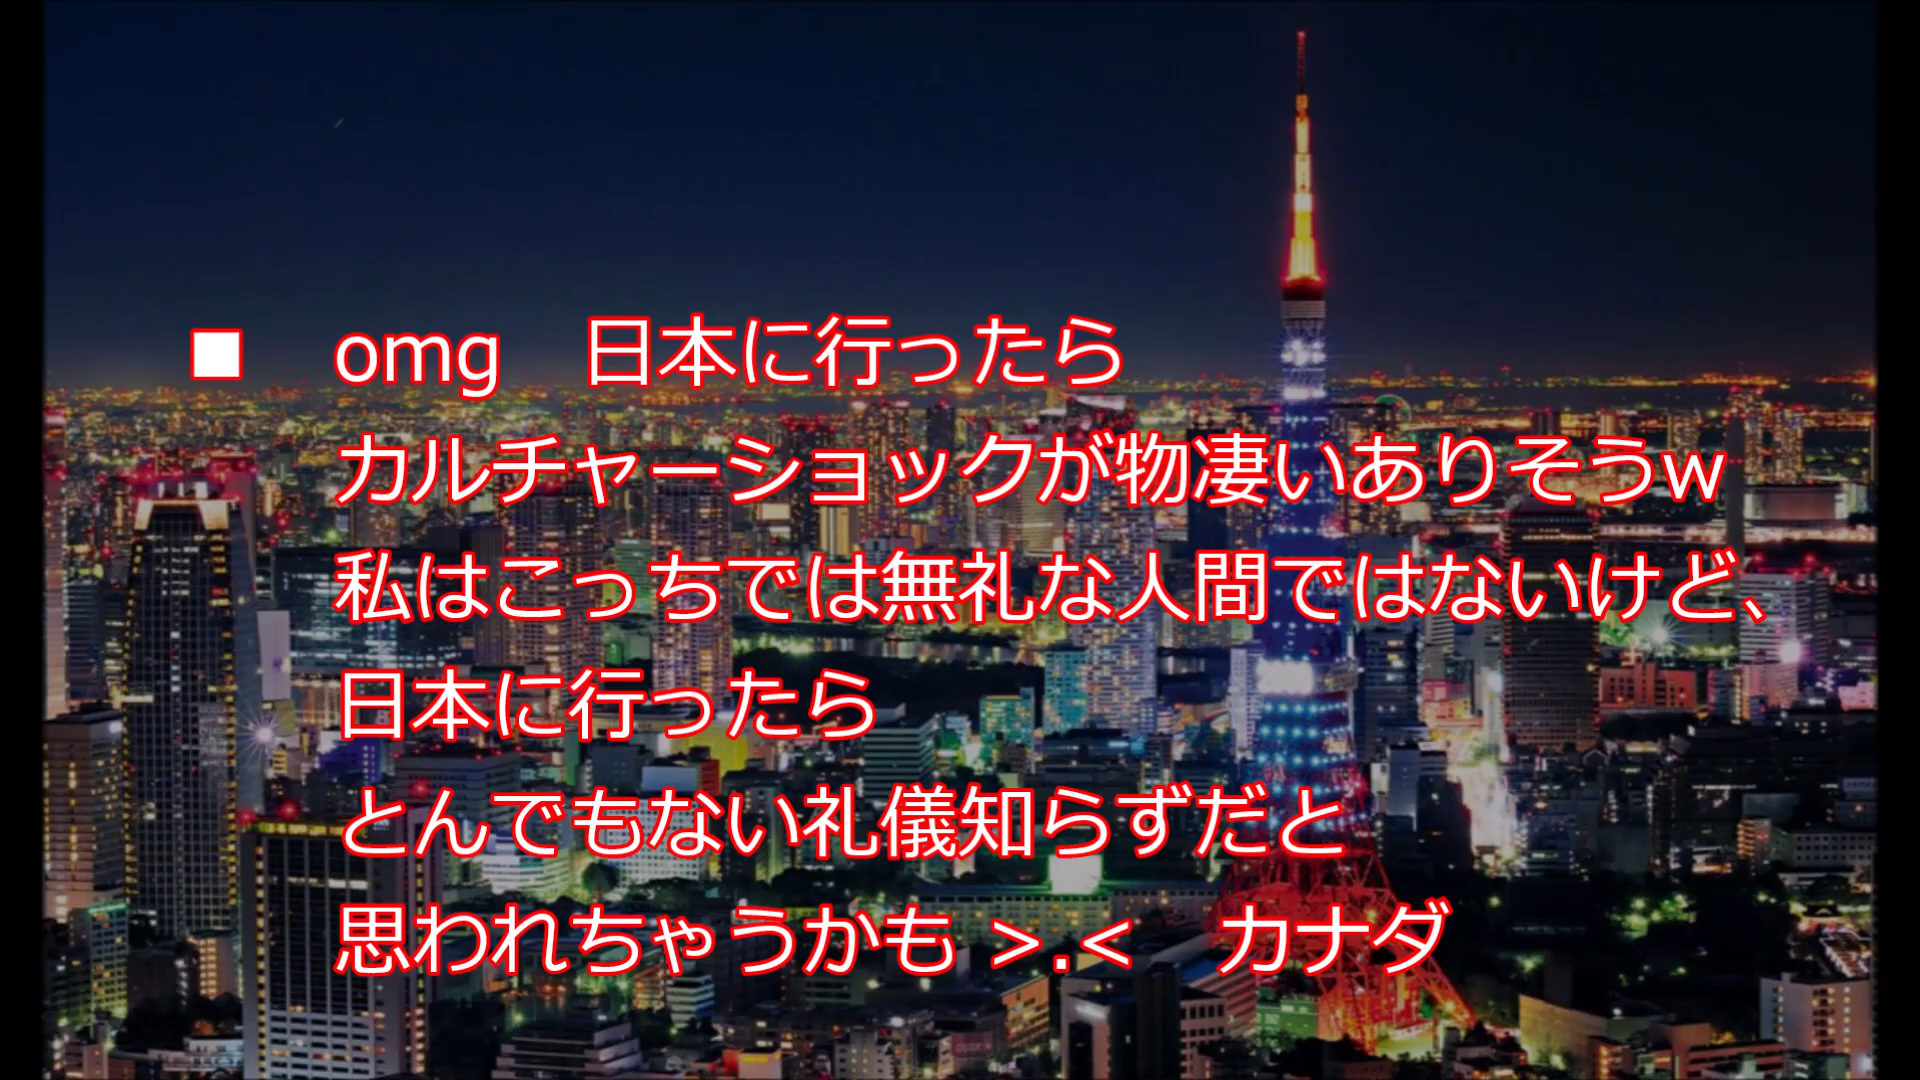 ■　omg　日本に行ったら
カルチャーショックが物凄いありそうw
私はこっちでは無礼な人間ではないけど、
日本に行ったら
とんでもない礼儀知らずだと
思われちゃうかも >.<　カナダ